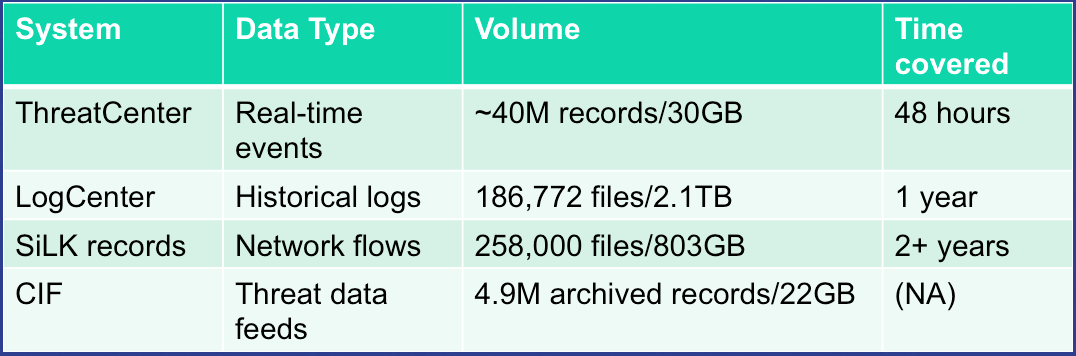 System Data Type Volume Time covered
ThreatCenter Real-time events ~40M records/30GB 48 hours
LogCenter Historical logs 186,772 files/2.1TB 1 year
SiLK records Network flows 258,000 files/803GB 2+ years
CIF Threat data feeds 4.9M archived records/22GB (NA)